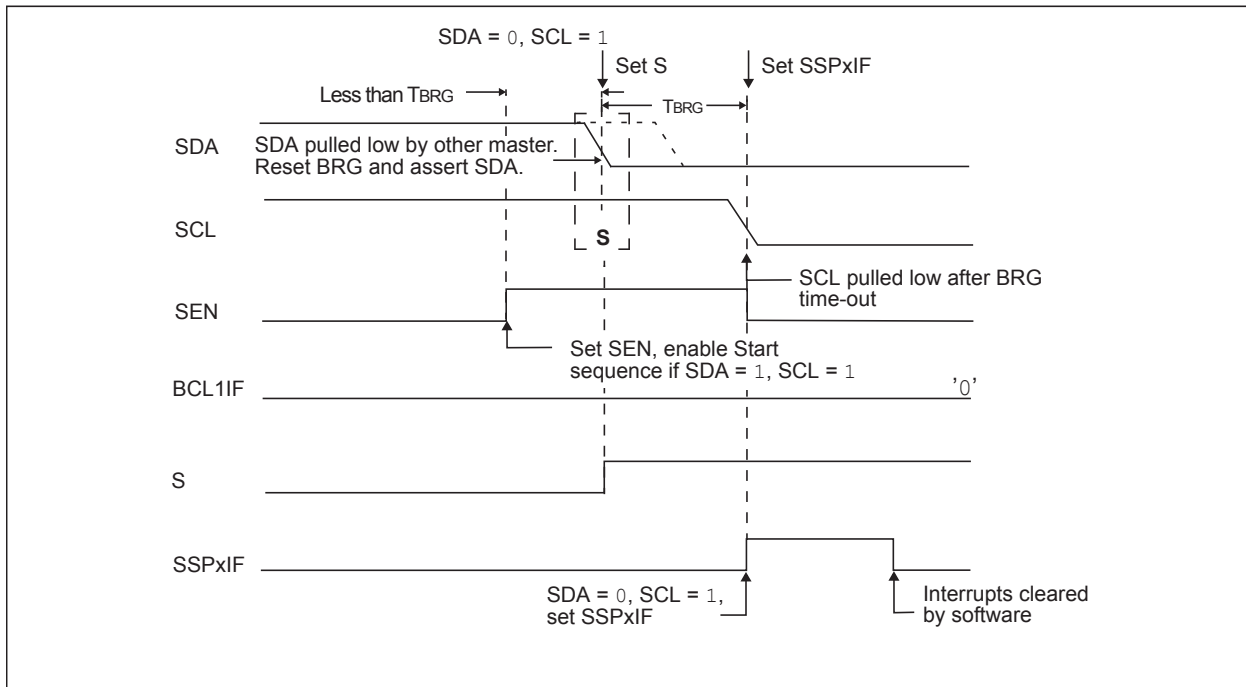 SDA = 0, SCL = 1
Set S
Set SSPxIF
Less than TBRG
TBRG
SDA
SDA pulled low by other master.
Reset BRG and assert SDA.
SCL
S
SCL pulled low after BRG
time-out
SEN
Set SEN, enable Start
sequence if SDA = 1, SCL = 1
BCL1IF
'0'
S
SSPxIF
SDA = 0, SCL = 1,
set SSPxIF
Interrupts cleared
by software